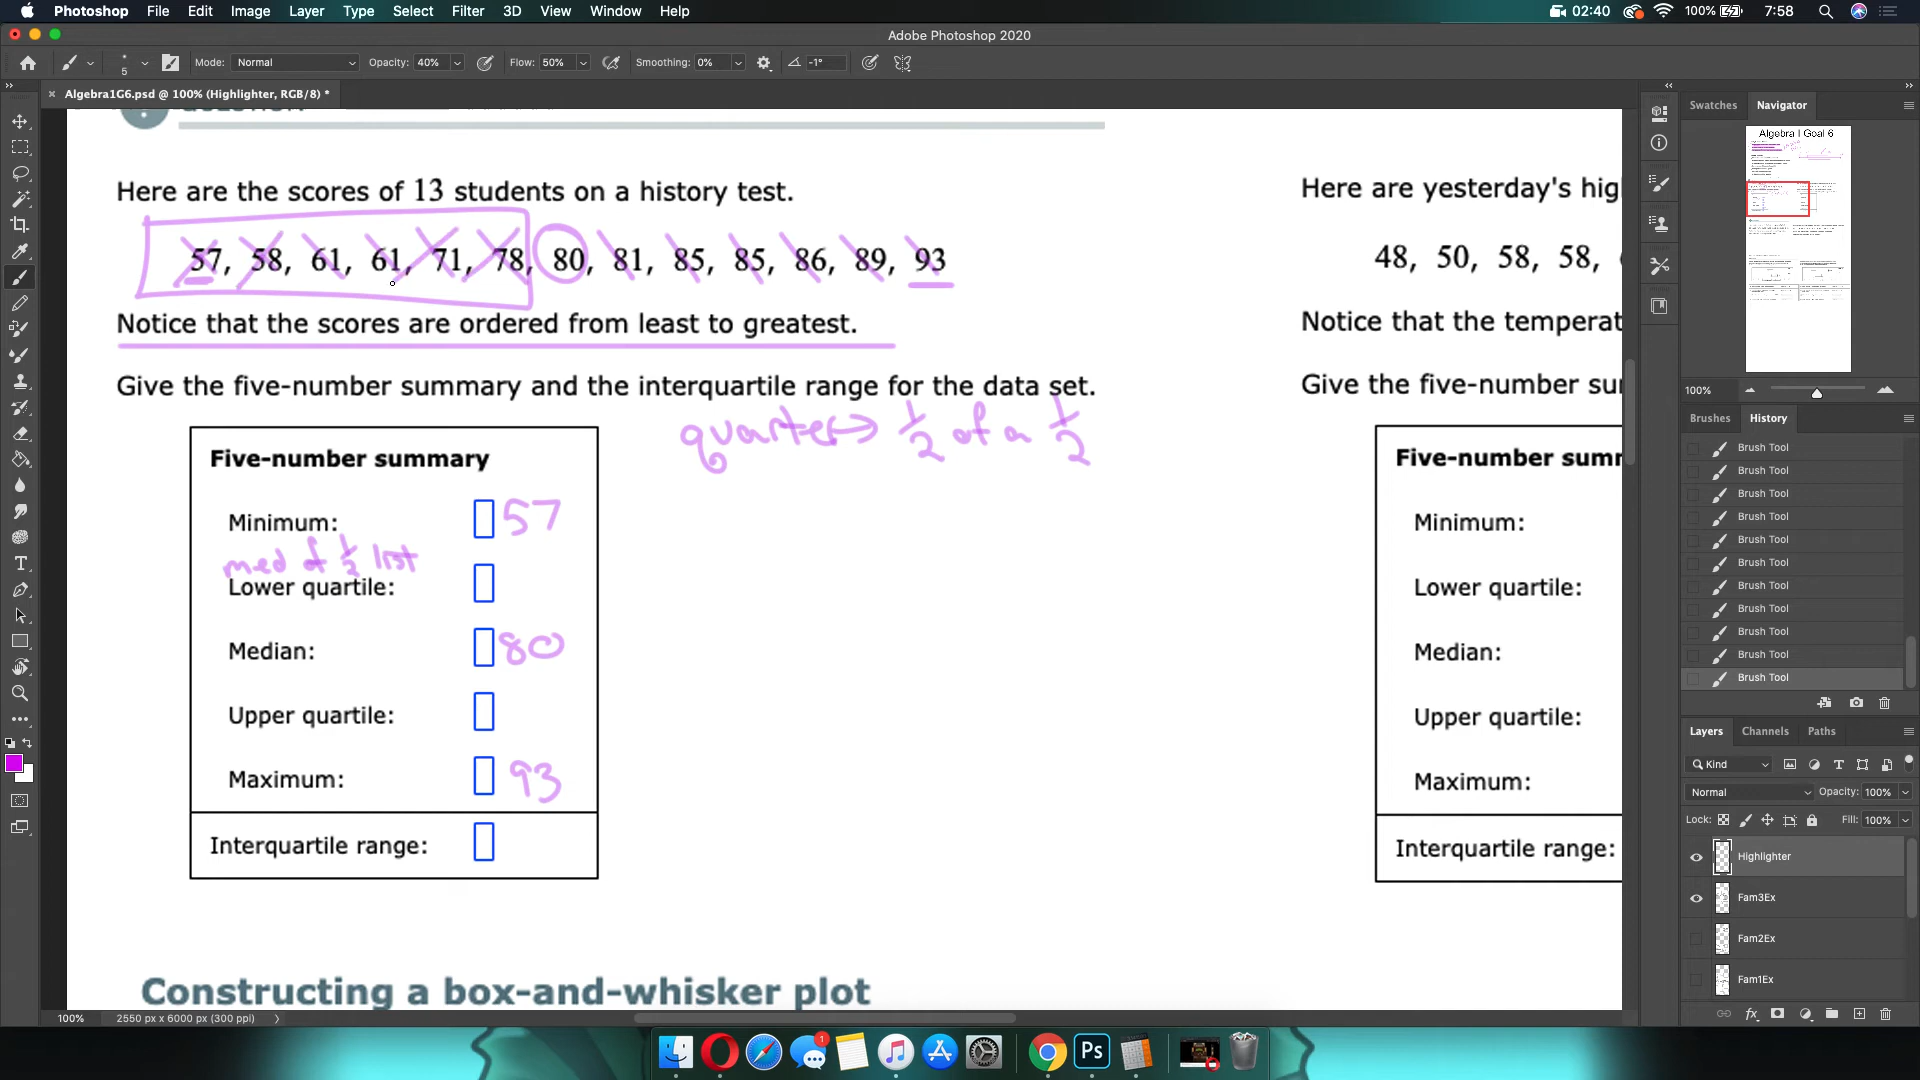 Photoshop File Edit Image Layer Type Select Filter 3D View Window Help 02:40 100% 7:58
Adobe Photoshop 2020
5 Mode: Normal Opacity: 40% Flow: 50% Smoothing: 0% -1°
Algebra1G6.psd @ 100% (Highlighter, RGB/8) *
Here are the scores of 13 students on a history test.
57, 58, 61, 61, 71, 78, 80, 81, 85, 85, 86, 89, 93
Notice that the scores are ordered from least to greatest.
Give the five-number summary and the interquartile range for the data set.
quarter ↔ 1/2 of a 1/2
Five-number summary
Minimum: 57
med of 1/2 list
Lower quartile:
Median: 80
Upper quartile:
Maximum: 93
Interquartile range:
Constructing a box-and-whisker plot
Here are yesterday's hig
48, 50, 58, 58,
Notice that the temperat
Give the five-number su
Five-number sum
Minimum:
Lower quartile:
Median:
Upper quartile:
Maximum:
Interquartile range:
100% 2550 px x 6000 px (300 ppi)
Swatches Navigator
Algebra I Goal 6
100%
Brushes History
Brush Tool
Brush Tool
Brush Tool
Brush Tool
Brush Tool
Brush Tool
Brush Tool
Brush Tool
Brush Tool
Brush Tool
Brush Tool
Layers Channels Paths
Kind
Normal Opacity: 100%
Lock: Fill: 100%
Highlighter
Fam3Ex
Fam2Ex
Fam1Ex
fx
1
Ps